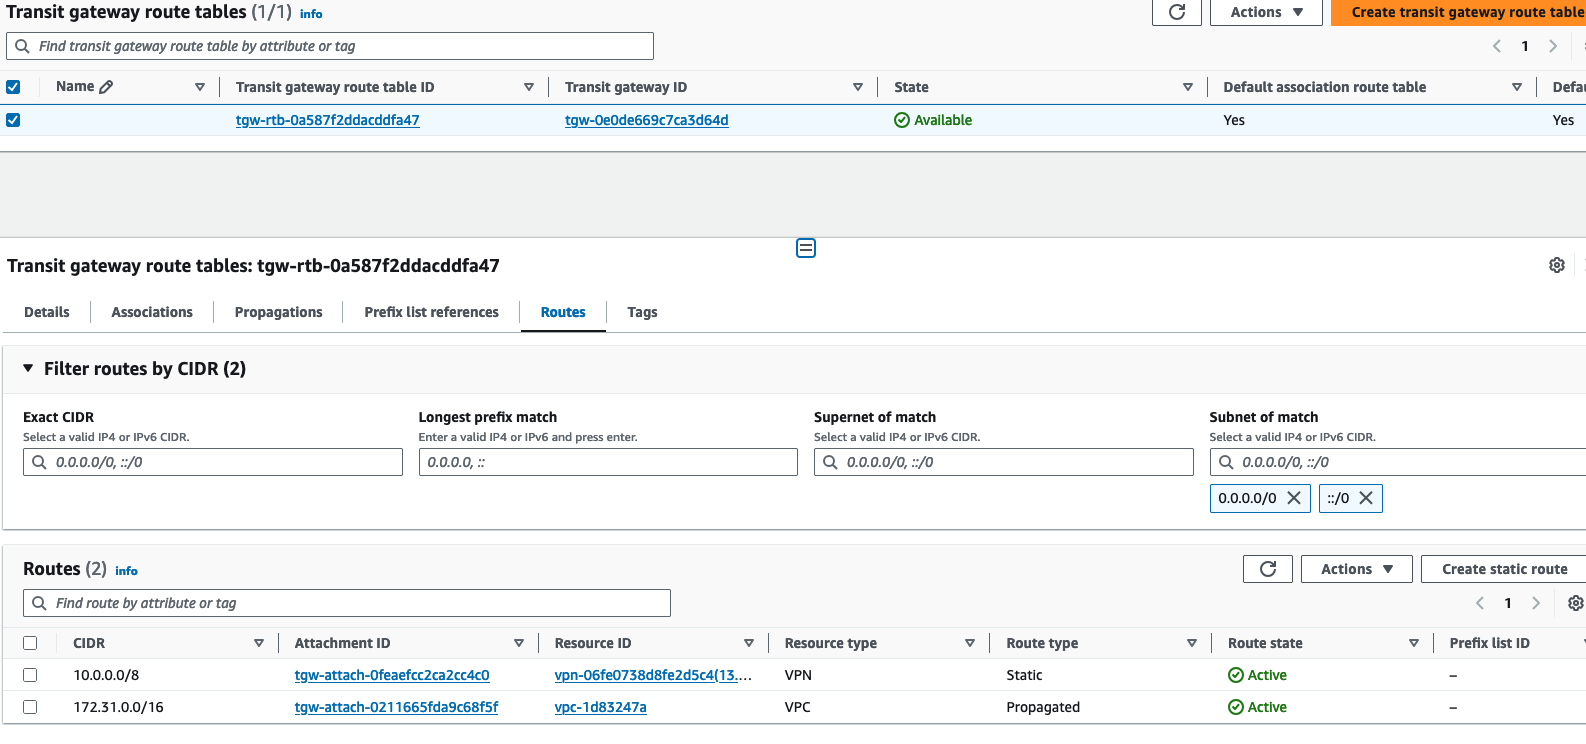 Transit gateway route tables (1/1) info
Actions ▼
Create transit gateway route table
Find transit gateway route table by attribute or tag
1
Name
Transit gateway route table ID
Transit gateway ID
State
Default association route table
tgw-rtb-0a587f2ddacddfa47
tgw-0e0de669c7ca3d64d
Available
Yes
Yes
Transit gateway route tables: tgw-rtb-0a587f2ddacddfa47
Details
Associations
Propagations
Prefix list references
Routes
Tags
▼ Filter routes by CIDR (2)
Exact CIDR
Longest prefix match
Supernet of match
Subnet of match
Select a valid IP4 or IPv6 CIDR.
Enter a valid IP4 or IPv6 and press enter.
Select a valid IP4 or IPv6 CIDR.
Select a valid IP4 or IPv6 CIDR.
0.0.0.0/0, ::/0
0.0.0.0, ::
0.0.0.0/0, ::/0
0.0.0.0/0, ::/0
0.0.0.0/0
::/0
Routes (2) info
Actions ▼
Create static route
Find route by attribute or tag
1
CIDR
Attachment ID
Resource ID
Resource type
Route type
Route state
Prefix list ID
10.0.0.0/8
tgw-attach-0feaefcc2ca2cc4c0
vpn-06fe0738d8fe2d5c4(13....
VPN
Static
Active
–
172.31.0.0/16
tgw-attach-0211665fda9c68f5f
vpc-1d83247a
VPC
Propagated
Active
–